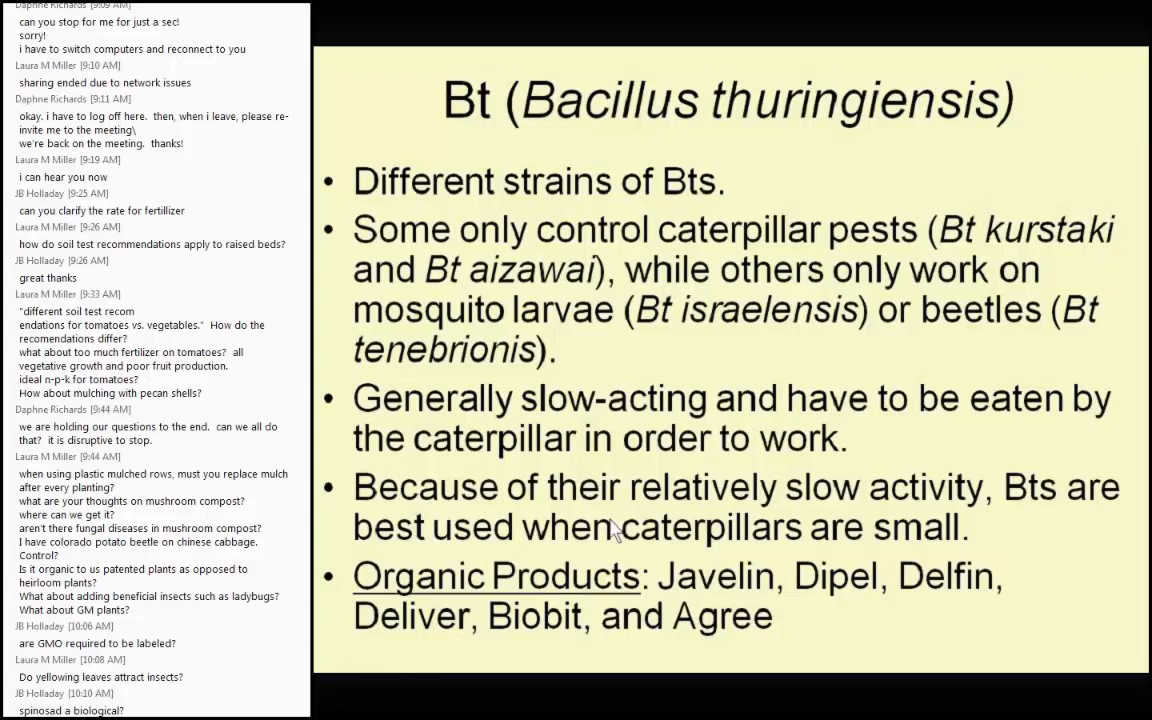 Daphne Richards [9:09 AM]
can you stop for me for just a sec!
sorry!
i have to switch computers and reconnect to you
Laura M Miller [9:10 AM]
sharing ended due to network issues
Daphne Richards [9:11 AM]
okay. i have to log off here.  then, when i leave, please re-
invite me to the meeting\
we're back on the meeting.  thanks!
Laura M Miller [9:19 AM]
i can hear you now
JB Holladay [9:25 AM]
can you clarify the rate for fertillizer
Laura M Miller [9:26 AM]
how do soil test recommendations apply to raised beds?
JB Holladay [9:26 AM]
great thanks
Laura M Miller [9:33 AM]
"different soil test recom
endations for tomatoes vs. vegetables."  How do the
recomendations differ?
what about too much fertilizer on tomatoes?  all
vegetative growth and poor fruit production.
ideal n-p-k for tomatoes?
How about mulching with pecan shells?
Daphne Richards [9:44 AM]
we are holding our questions to the end.  can we all do
that?  it is disruptive to stop.
Laura M Miller [9:44 AM]
when using plastic mulched rows, must you replace mulch
after every planting?
what are your thoughts on mushroom compost?
where can we get it?
aren't there fungal diseases in mushroom compost?
I have colorado potato beetle on chinese cabbage.
Control?
Is it organic to us patented plants as opposed to
heirloom plants?
What about adding beneficial insects such as ladybugs?
What about GM plants?
JB Holladay [10:06 AM]
are GMO required to be labeled?
Laura M Miller [10:08 AM]
Do yellowing leaves attract insects?
JB Holladay [10:10 AM]
spinosad a biological?
Bt (Bacillus thuringiensis)
• Different strains of Bts.
• Some only control caterpillar pests (Bt kurstaki
and Bt aizawai), while others only work on
mosquito larvae (Bt israelensis) or beetles (Bt
tenebrionis).
• Generally slow-acting and have to be eaten by
the caterpillar in order to work.
• Because of their relatively slow activity, Bts are
best used when caterpillars are small.
• Organic Products: Javelin, Dipel, Delfin,
Deliver, Biobit, and Agree